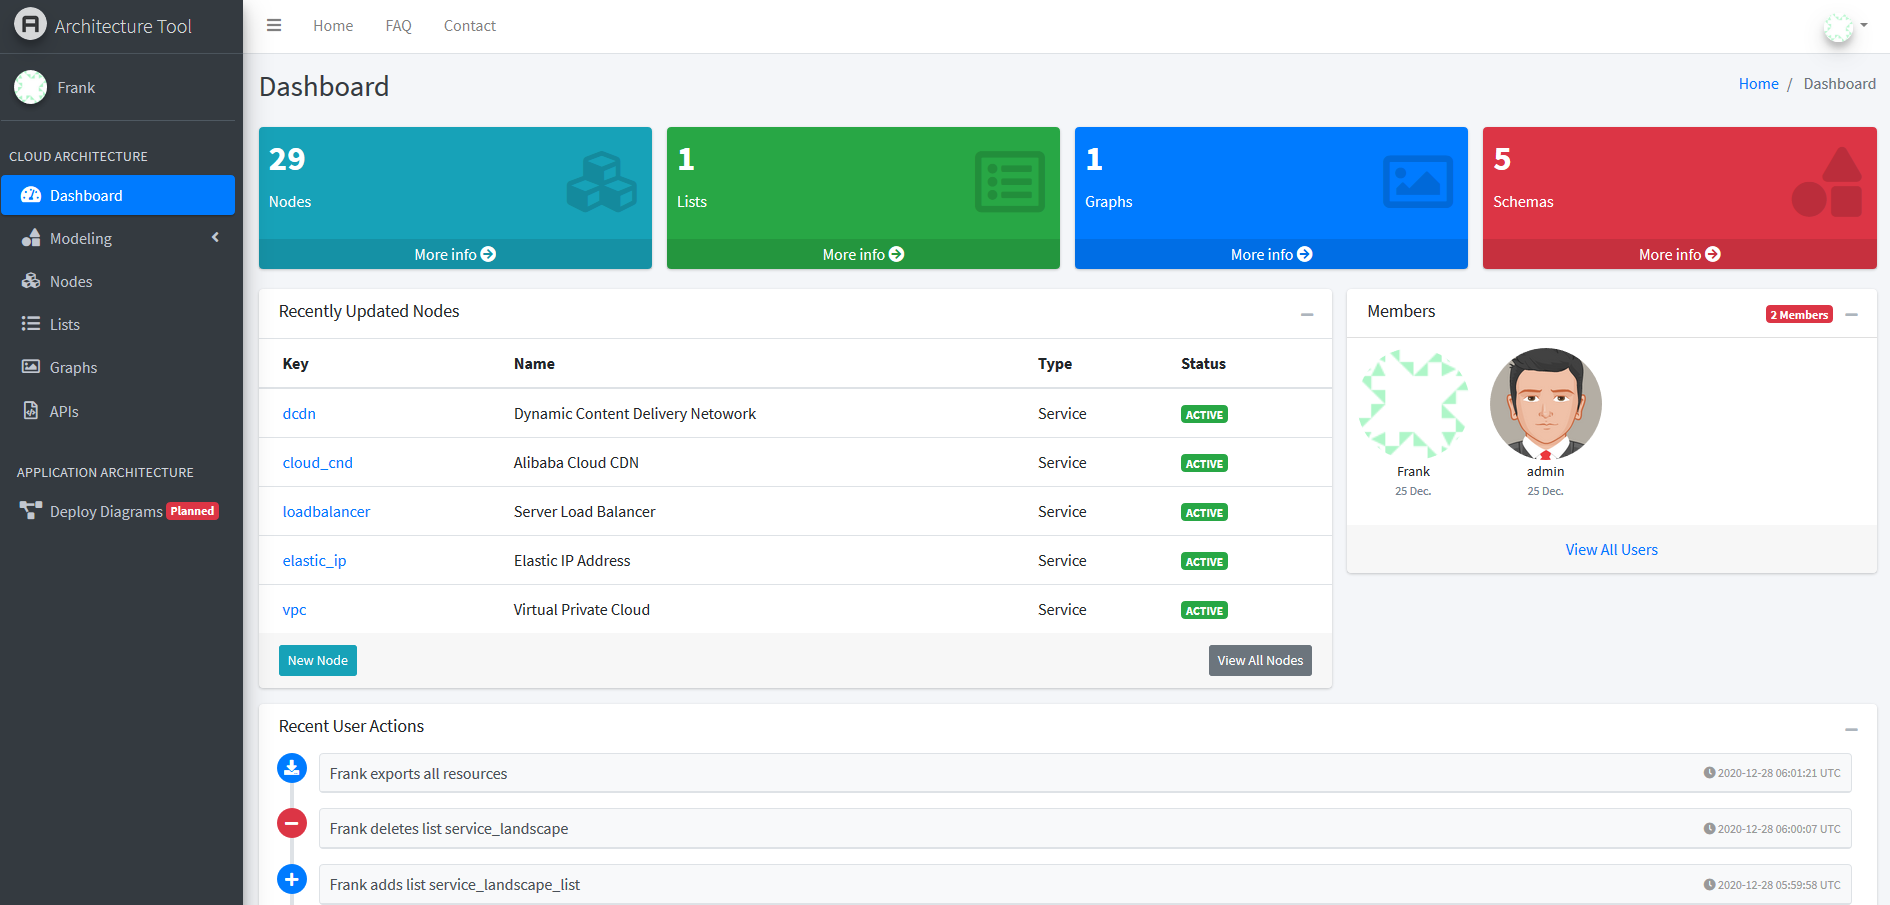 Architecture Tool
Home FAQ Contact
Frank
CLOUD ARCHITECTURE
Dashboard
Modeling
Nodes
Lists
Graphs
APIs
APPLICATION ARCHITECTURE
Deploy Diagrams Planned
Dashboard
Home / Dashboard
29
Nodes
More info
1
Lists
More info
1
Graphs
More info
5
Schemas
More info
Recently Updated Nodes
Key Name Type Status
dcdn Dynamic Content Delivery Netowork Service ACTIVE
cloud_cnd Alibaba Cloud CDN Service ACTIVE
loadbalancer Server Load Balancer Service ACTIVE
elastic_ip Elastic IP Address Service ACTIVE
vpc Virtual Private Cloud Service ACTIVE
New Node View All Nodes
Members 2 Members
Frank admin
25 Dec. 25 Dec.
View All Users
Recent User Actions
Frank exports all resources 2020-12-28 06:01:21 UTC
Frank deletes list service_landscape 2020-12-28 06:00:07 UTC
Frank adds list service_landscape_list 2020-12-28 05:59:58 UTC